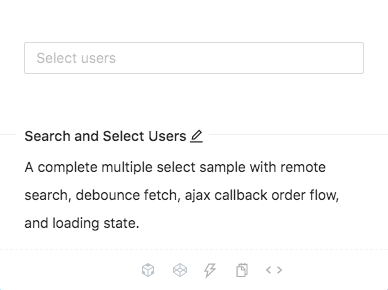 Select users
Search and Select Users
A complete multiple select sample with remote
search, debounce fetch, ajax callback order flow,
and loading state.